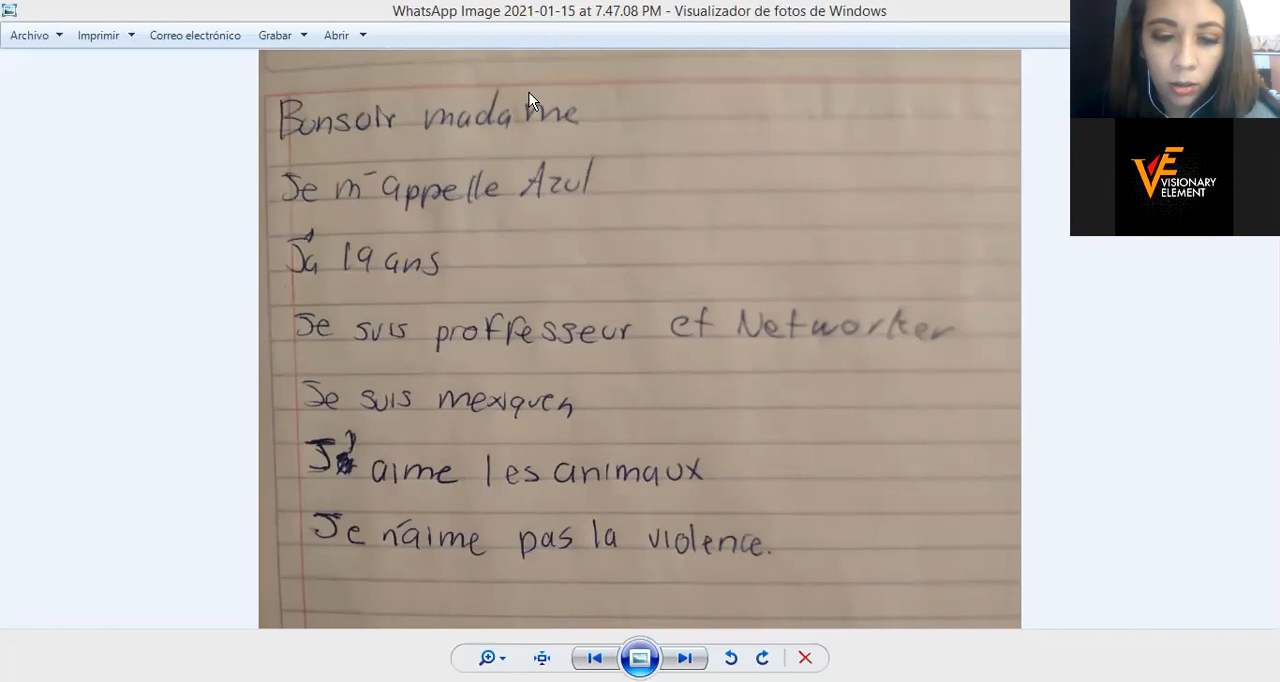 WhatsApp Image 2021-01-15 at 7.47.08 PM - Visualizador de fotos de Windows
Archivo Imprimir Correo electrónico Grabar Abrir
Bonsoir madame
Je m'appelle Azul
J'a 19 ans
Je suis proffesseur et Networker
Je suis mexiquen
J' aime les animaux
Je n'aime pas la violence.
VE
VISIONARY
ELEMENT